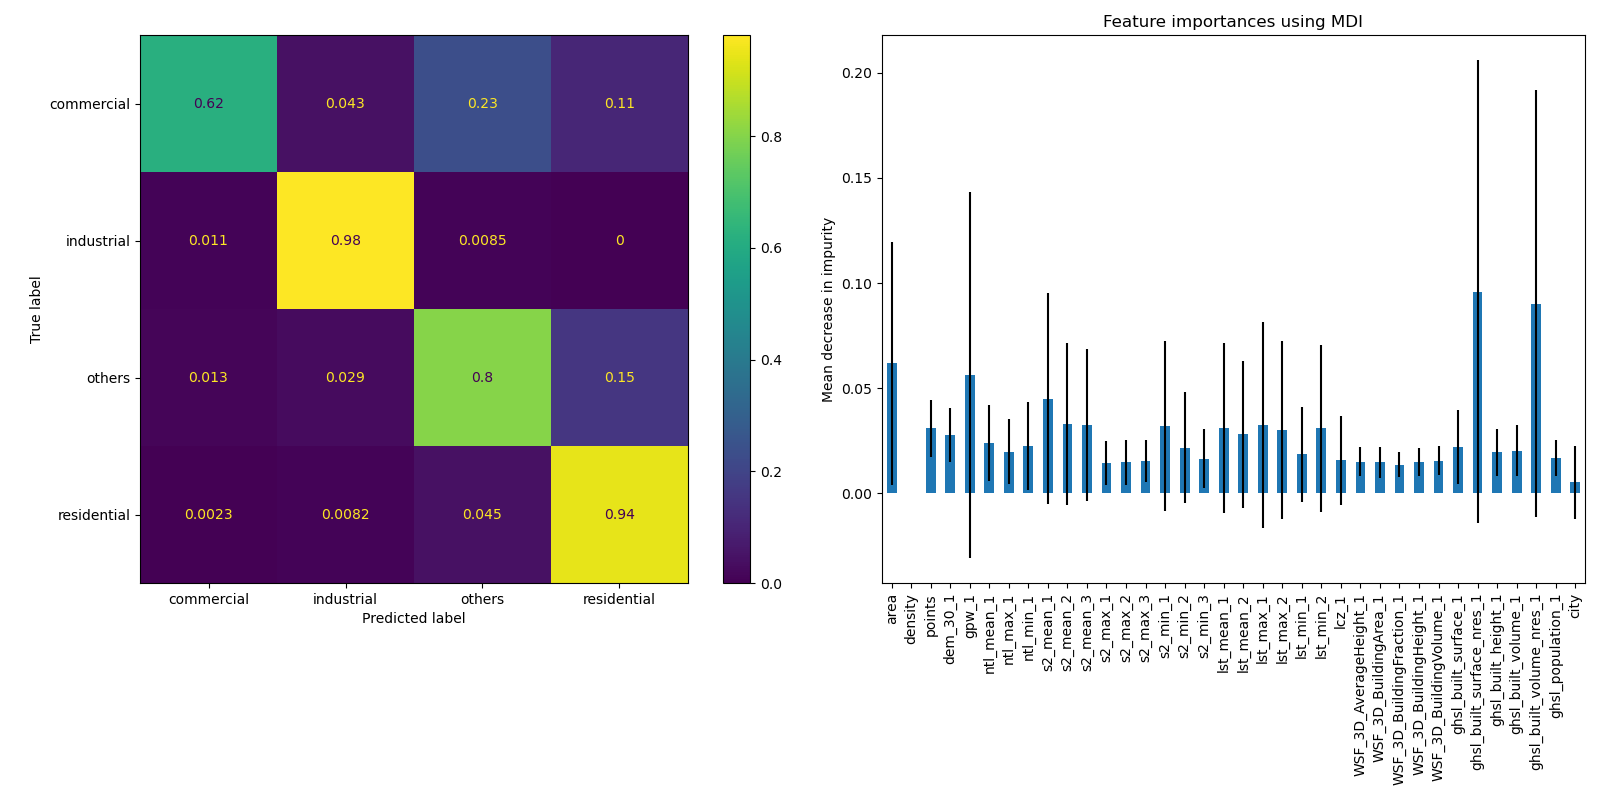 commercial
industrial
others
residential
True label
0.62 0.043 0.23 0.11
0.011 0.98 0.0085 0
0.013 0.029 0.8 0.15
0.0023 0.0082 0.045 0.94
commercial industrial others residential
Predicted label
0.8
0.6
0.4
0.2
0.0
Feature importances using MDI
Mean decrease in impurity
0.20
0.15
0.10
0.05
0.00
area
density
points
dem_30_1
gpw_1
ntl_mean_1
ntl_max_1
ntl_min_1
s2_mean_1
s2_mean_2
s2_mean_3
s2_max_1
s2_max_2
s2_max_3
s2_min_1
s2_min_2
s2_min_3
lst_mean_1
lst_mean_2
lst_max_1
lst_max_2
lst_min_1
lst_min_2
lcz_1
WSF_3D_AverageHeight_1
WSF_3D_BuildingArea_1
WSF_3D_BuildingFraction_1
WSF_3D_BuildingHeight_1
WSF_3D_BuildingVolume_1
ghsl_built_surface_1
ghsl_built_surface_nres_1
ghsl_built_height_1
ghsl_built_volume_1
ghsl_built_volume_nres_1
ghsl_population_1
city